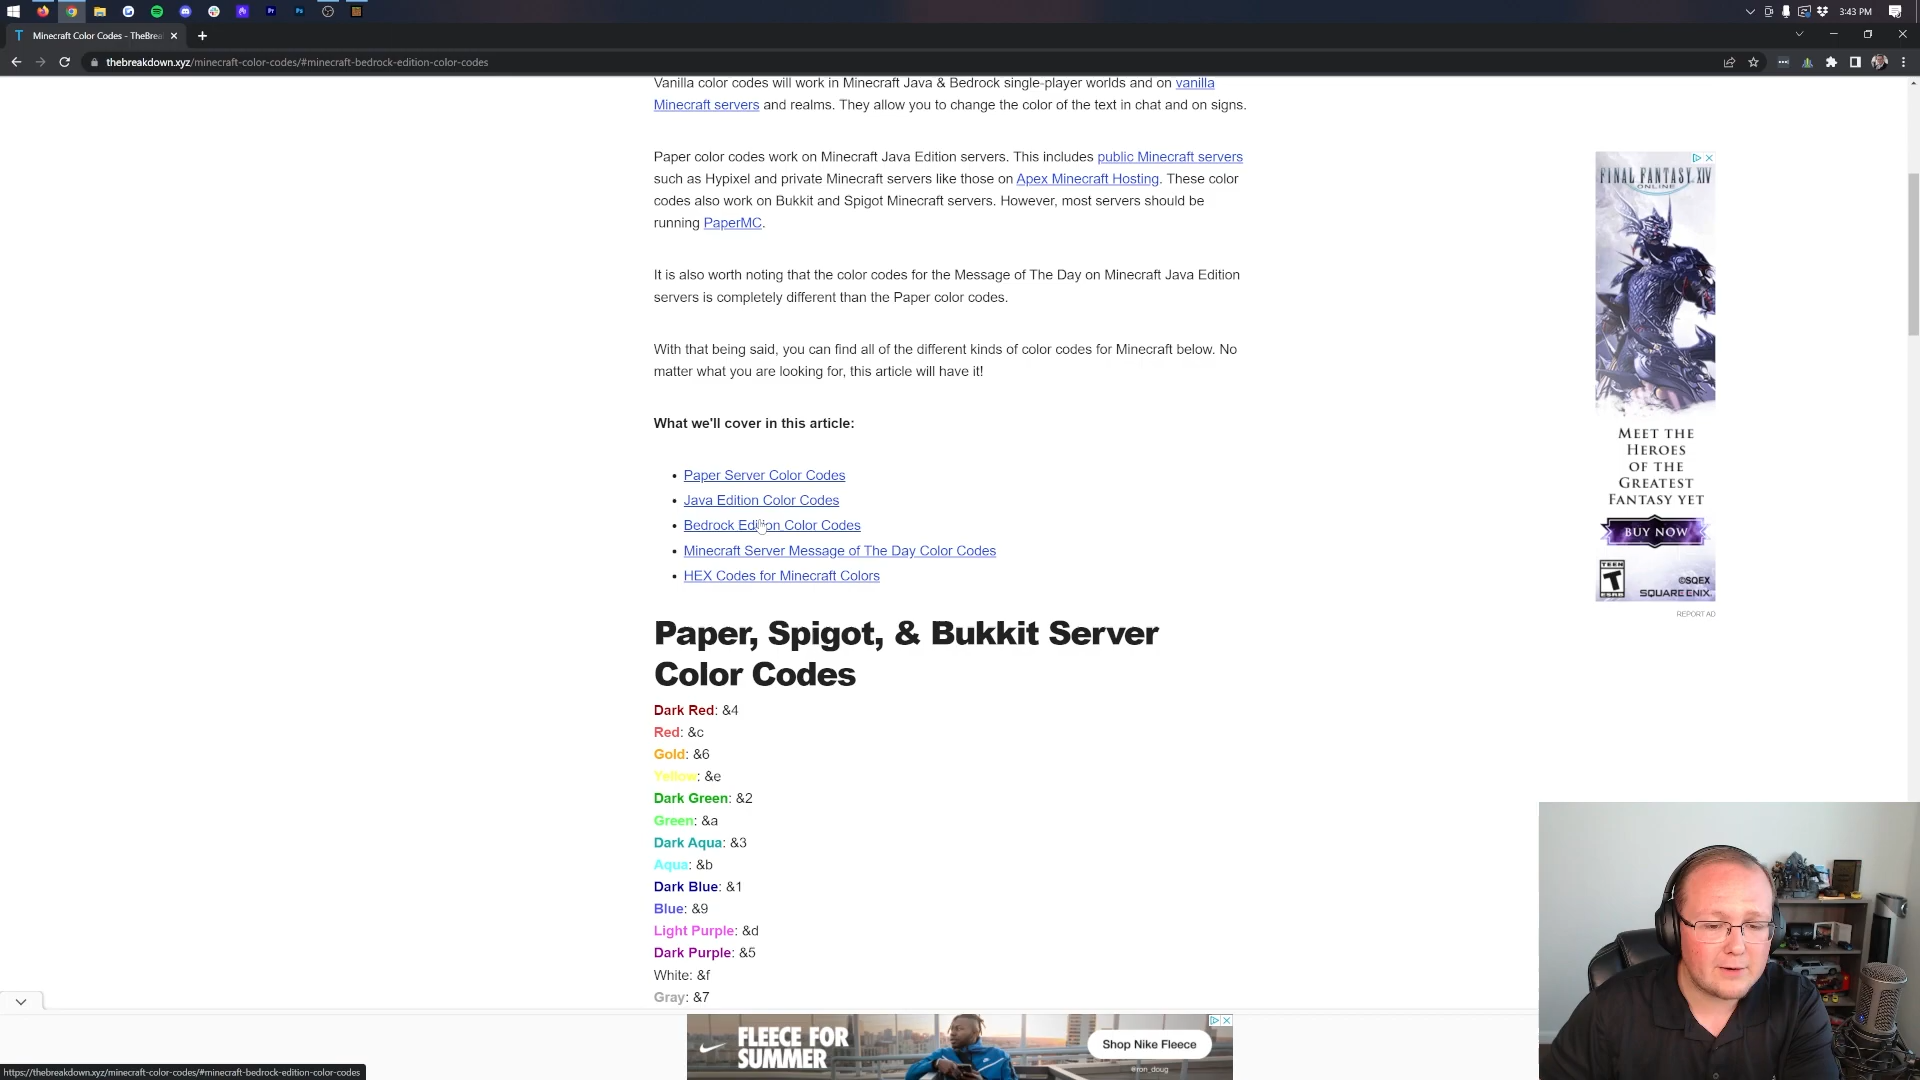 3:43 PM
Minecraft Color Codes - TheBrea
thebreakdown.xyz/minecraft-color-codes/#minecraft-bedrock-edition-color-codes
Vanilla color codes will work in Minecraft Java & Bedrock single-player worlds and on vanilla
Minecraft servers and realms. They allow you to change the color of the text in chat and on signs.
Paper color codes work on Minecraft Java Edition servers. This includes public Minecraft servers
such as Hypixel and private Minecraft servers like those on Apex Minecraft Hosting. These color
codes also work on Bukkit and Spigot Minecraft servers. However, most servers should be
running PaperMC.
It is also worth noting that the color codes for the Message of The Day on Minecraft Java Edition
servers is completely different than the Paper color codes.
With that being said, you can find all of the different kinds of color codes for Minecraft below. No
matter what you are looking for, this article will have it!
What we'll cover in this article:
• Paper Server Color Codes
• Java Edition Color Codes
• Bedrock Edition Color Codes
• Minecraft Server Message of The Day Color Codes
• HEX Codes for Minecraft Colors
Paper, Spigot, & Bukkit Server
Color Codes
Dark Red: &4
Red: &c
Gold: &6
Yellow: &e
Dark Green: &2
Green: &a
Dark Aqua: &3
Aqua: &b
Dark Blue: &1
Blue: &9
Light Purple: &d
Dark Purple: &5
White: &f
Gray: &7
FINAL FANTASY XIV
ONLINE
MEET THE
HEROES
OF THE
GREATEST
FANTASY YET
BUY NOW
TEEN
T
ESRB
©SQEX
SQUARE ENIX.
REPORT AD
FLEECE FOR
SUMMER
Shop Nike Fleece
@ron_doug
https://thebreakdown.xyz/minecraft-color-codes/#minecraft-bedrock-edition-color-codes